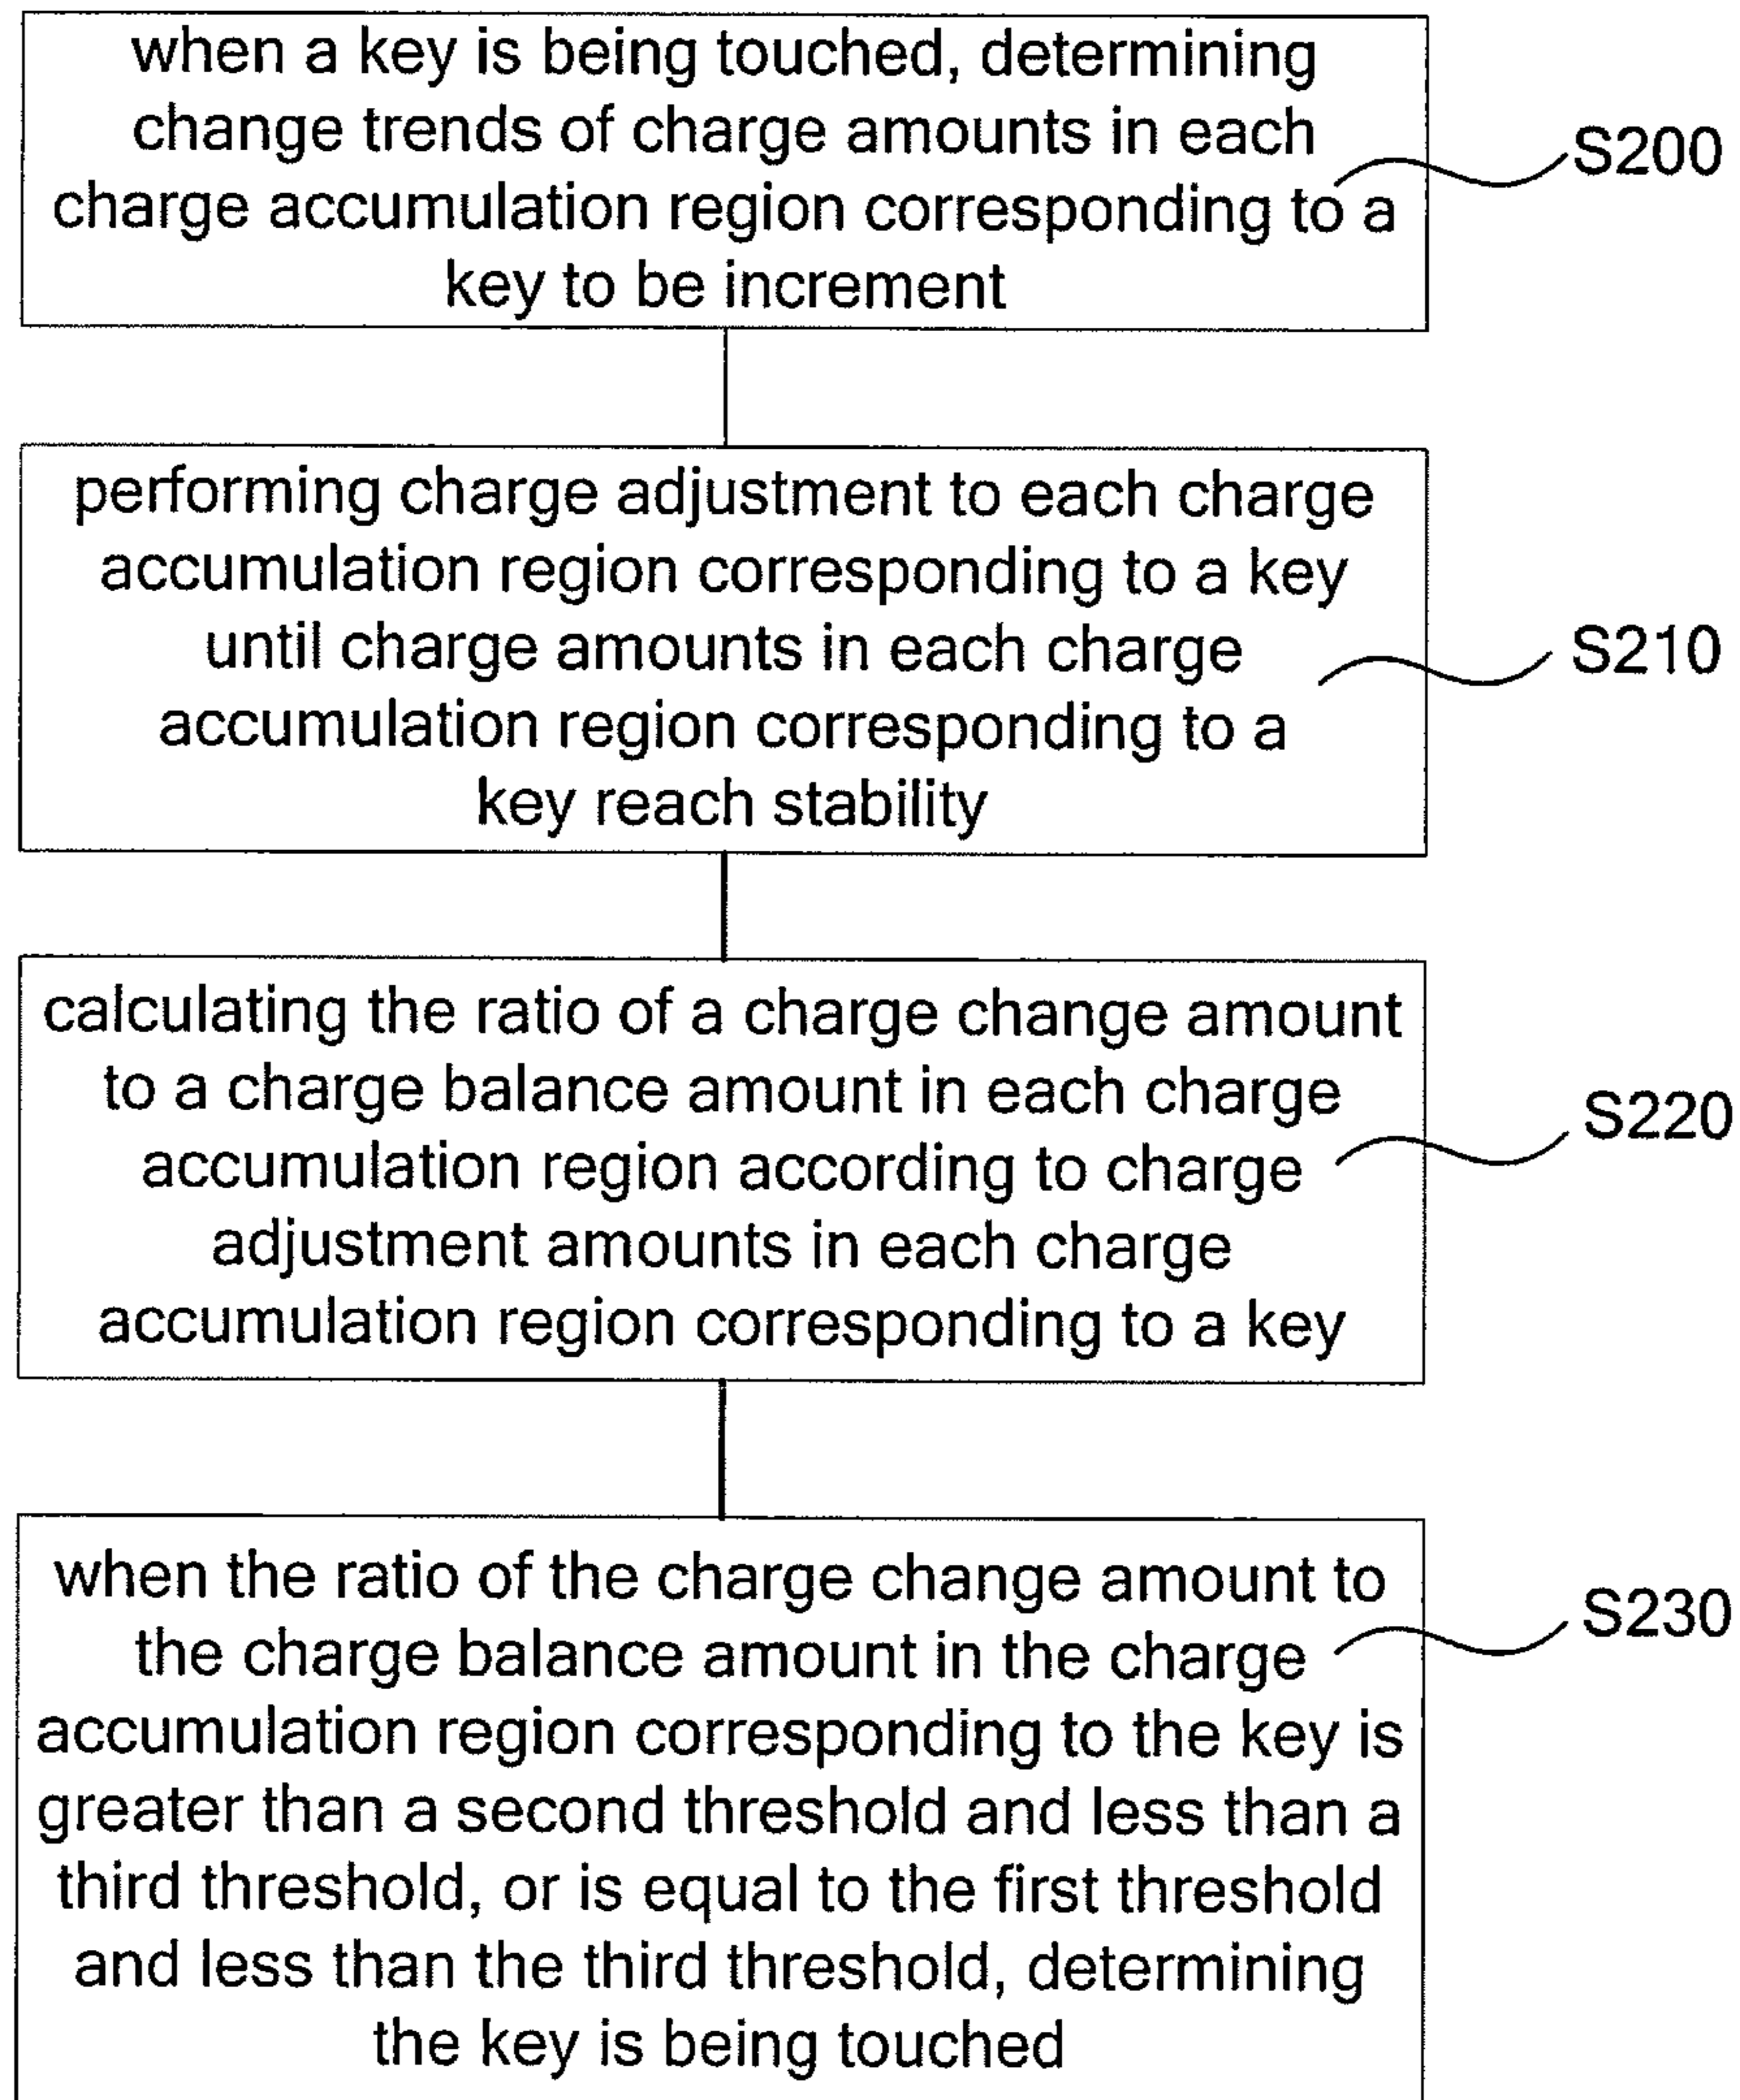 when a key is being touched, determining
change trends of charge amounts in each
charge accumulation region corresponding to a
key to be increment
S200
performing charge adjustment to each charge
accumulation region corresponding to a key
until charge amounts in each charge
accumulation region corresponding to a
key reach stability
S210
calculating the ratio of a charge change amount
to a charge balance amount in each charge
accumulation region according to charge
adjustment amounts in each charge
accumulation region corresponding to a key
S220
when the ratio of the charge change amount to
the charge balance amount in the charge
accumulation region corresponding to the key is
greater than a second threshold and less than a
third threshold, or is equal to the first threshold
and less than the third threshold, determining
the key is being touched
S230